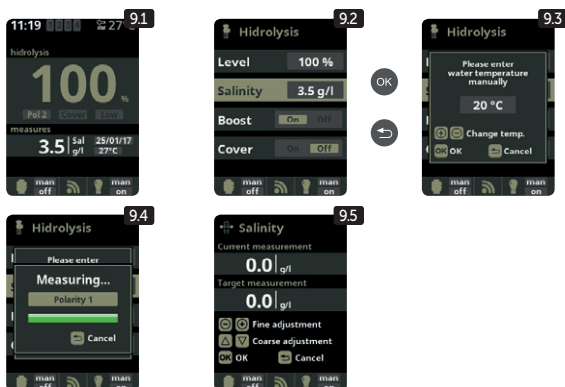 9.1
11:19 27°C
hidrolysis
100 %
Pol 2 Cover Low
measures
3.5 Sal g/l 25/01/17 27°C
man off man on
9.2
Hidrolysis
Level 100 %
Salinity 3.5 g/l
Boost On Off
Cover On Off
man off man on
OK
9.3
Hidrolysis
Please enter
water temperature
manually
20 °C
Change temp.
OK OK Cancel
man off man on
9.4
Hidrolysis
Please enter
Measuring...
Polarity 1
Cancel
man off man on
9.5
Salinity
Current measurement
0.0 g/l
Target measurement
0.0 g/l
Fine adjustment
Coarse adjustment
OK OK Cancel
man off man on